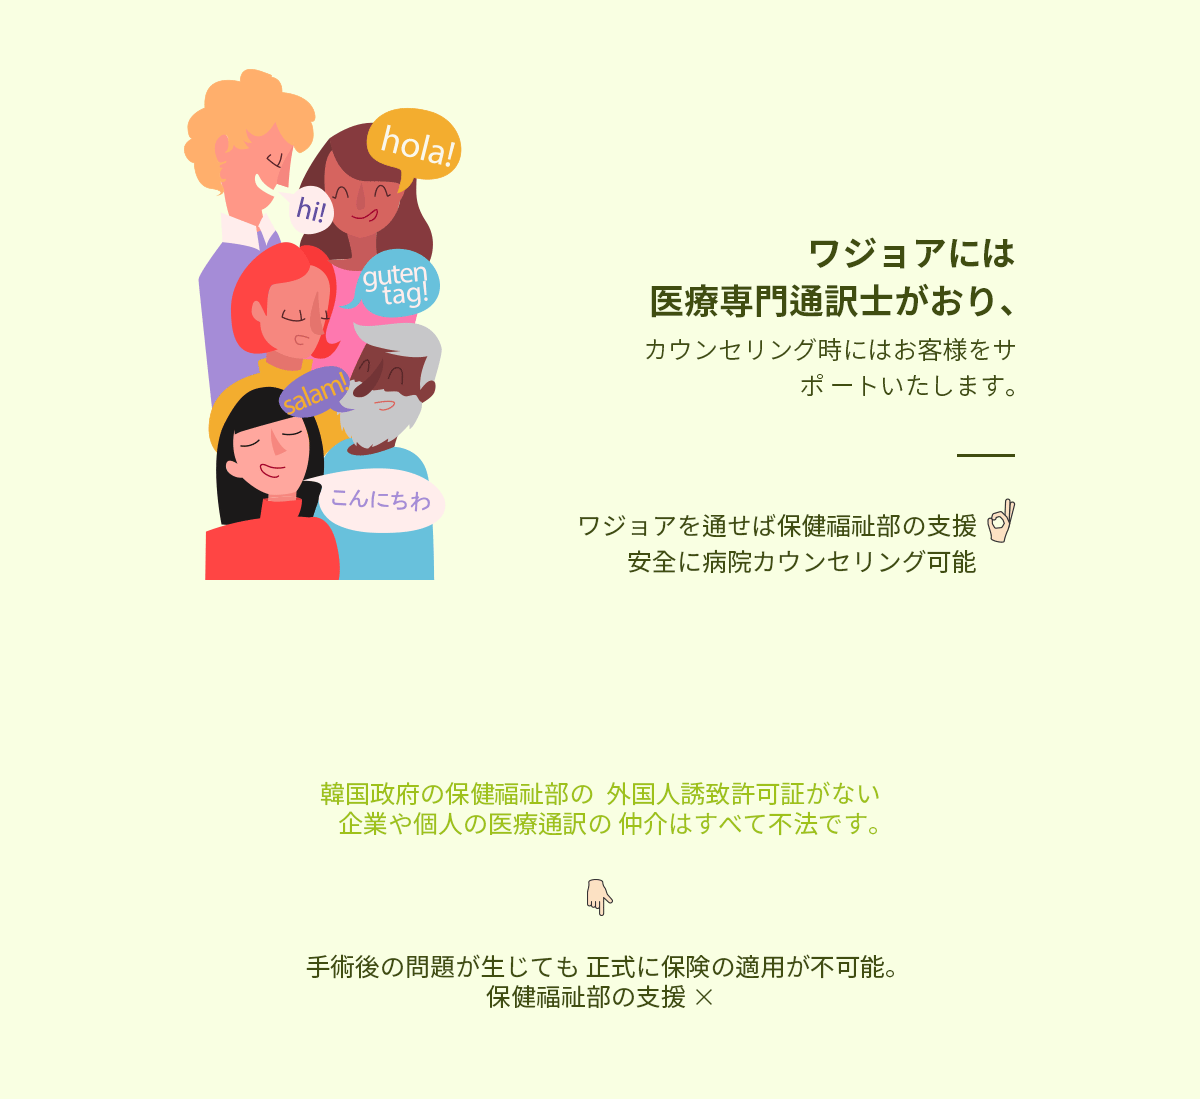 hola!
hi!
guten
tag!
salam!
こんにちわ
ワジョアには
医療専門通訳士がおり、
カウンセリング時にはお客様をサ
ポ ートいたします。
ワジョアを通せば保健福祉部の支援👌
安全に病院カウンセリング可能
韓国政府の保健福祉部の 外国人誘致許可証がない
企業や個人の医療通訳の 仲介はすべて不法です。
👇
手術後の問題が生じても 正式に保険の適用が不可能。
保健福祉部の支援 ×